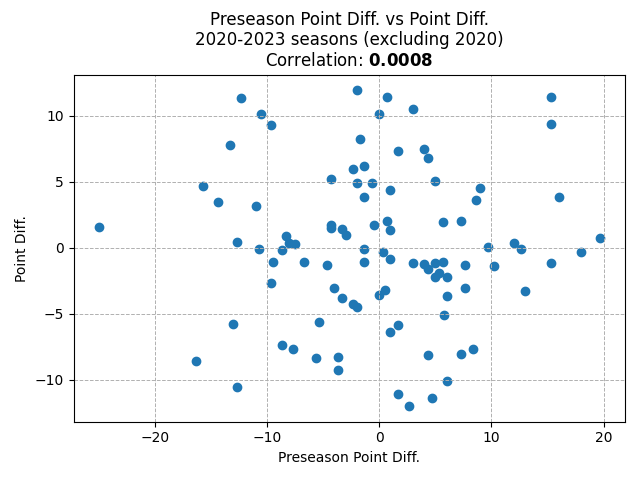 Preseason Point Diff. vs Point Diff.
2020-2023 seasons (excluding 2020)
Correlation: 0.0008
10
5
0
−5
−10
Point Diff.
−20
−10
0
10
20
Preseason Point Diff.